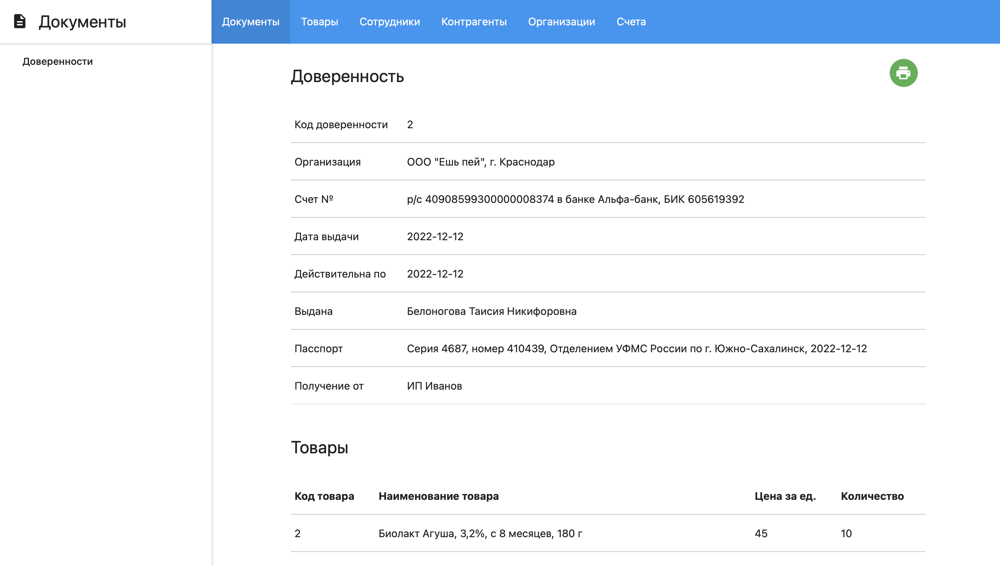 Документы
Документы Товары Сотрудники Контрагенты Организации Счета
Доверенности
Доверенность
Код доверенности 2
Организация ООО "Ешь пей", г. Краснодар
Счет № р/с 40908599300000008374 в банке Альфа-банк, БИК 605619392
Дата выдачи 2022-12-12
Действительна по 2022-12-12
Выдана Белоногова Таисия Никифоровна
Пасспорт Серия 4687, номер 410439, Отделением УФМС России по г. Южно-Сахалинск, 2022-12-12
Получение от ИП Иванов
Товары
Код товара Наименование товара Цена за ед. Количество
2 Биолакт Агуша, 3,2%, с 8 месяцев, 180 г 45 10